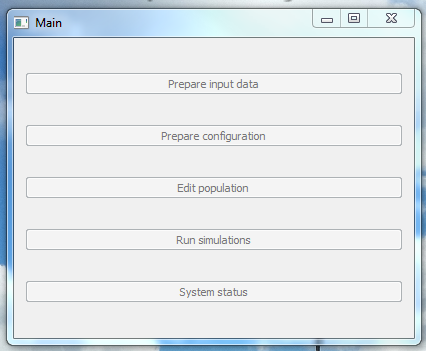 Main
Prepare input data
Prepare configuration
Edit population
Run simulations
System status